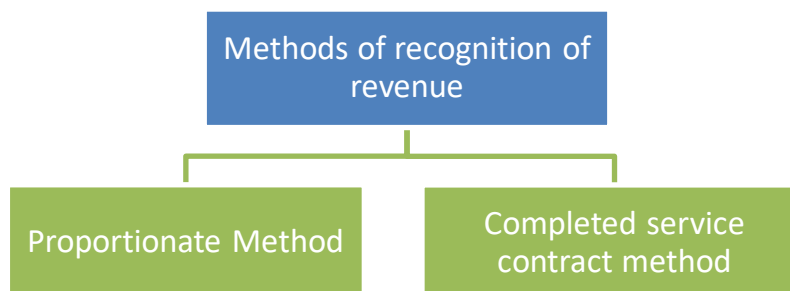 Methods of recognition of
revenue
Proportionate Method
Completed service
contract method